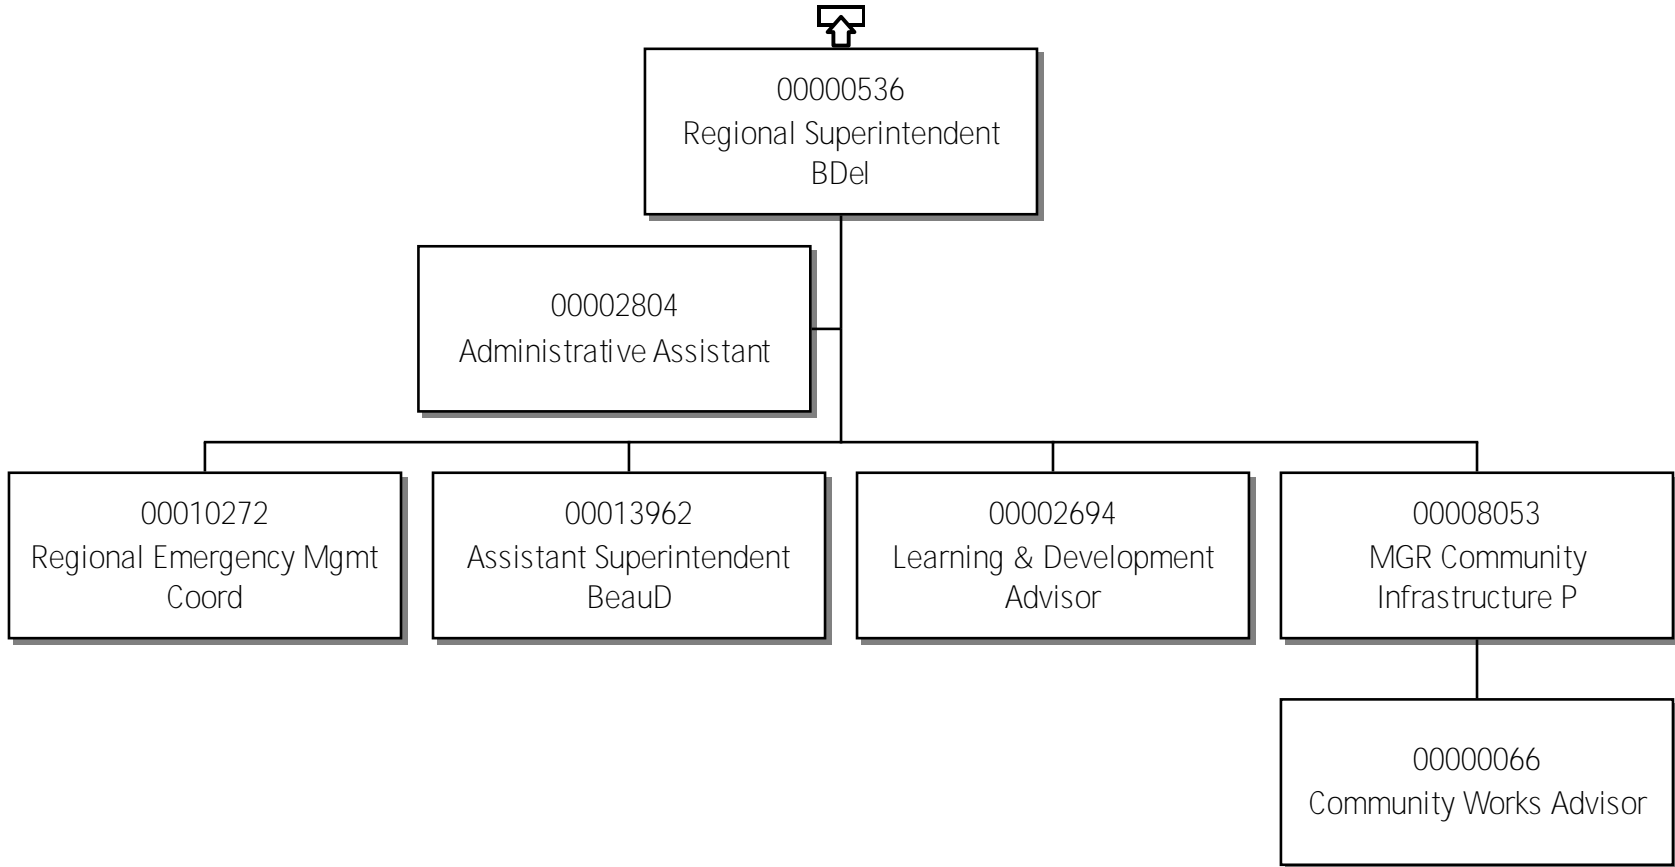 00000536
Regional Superintendent
BDel
00002804
Administrative Assistant
00010272
Regional Emergency Mgmt
Coord
00013962
Assistant Superintendent
BeauD
00002694
Learning & Development
Advisor
00008053
MGR Community
Infrastructure P
00000066
Community Works Advisor